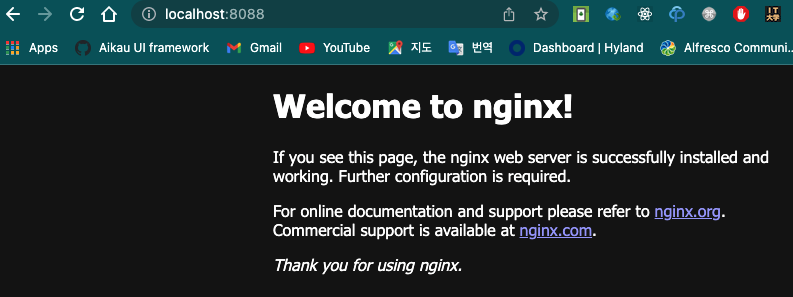 localhost:8088
Apps Aikau UI framework Gmail YouTube 지도 번역 Dashboard | Hyland Alfresco Communi...
Welcome to nginx!
If you see this page, the nginx web server is successfully installed and
working. Further configuration is required.
For online documentation and support please refer to nginx.org.
Commercial support is available at nginx.com.
Thank you for using nginx.